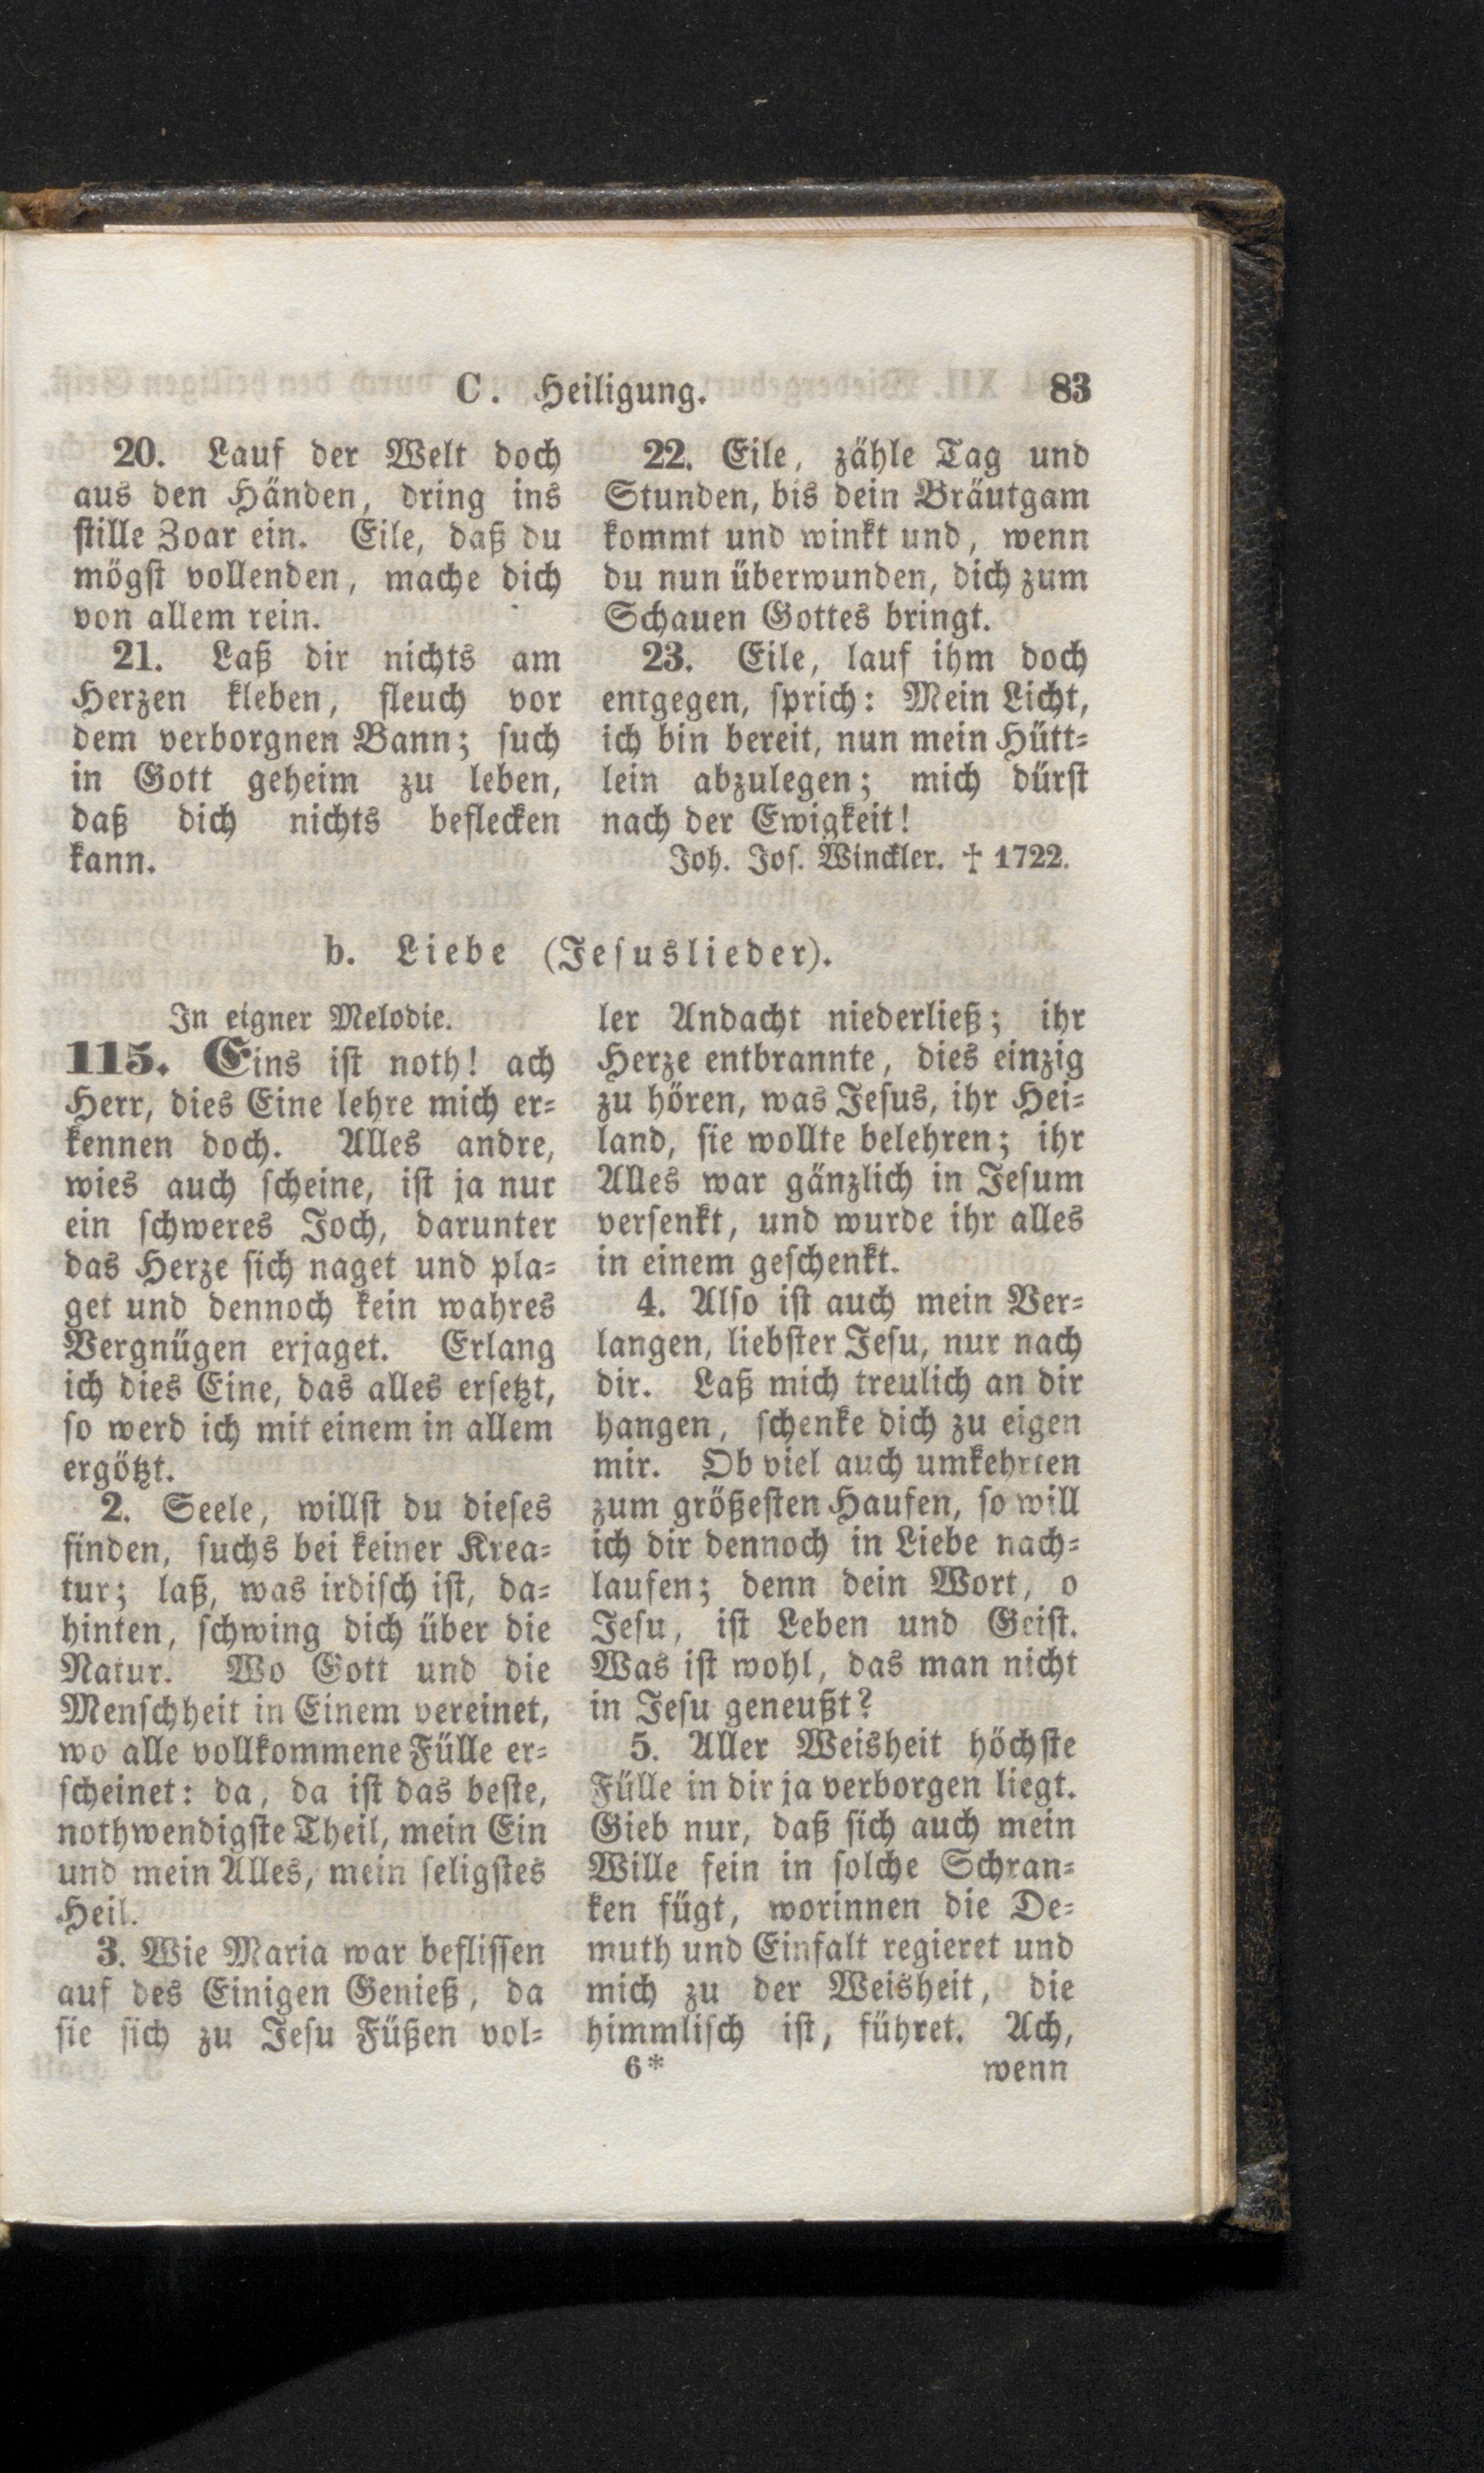 C. Heiligung. 83
20. Lauf der Welt doch
aus den Händen, dring ins
stille Zoar ein. Eile, daß du
mögst vollenden, mache dich
von allem rein.
21. Laß dir nichts am
Herzen kleben, fleuch vor
dem verborgnen Bann; such
in Gott geheim zu leben,
daß dich nichts beflecken
kann.
22. Eile, zähle Tag und
Stunden, bis dein Bräutgam
kommt und winkt und, wenn
du nun überwunden, dich zum
Schauen Gottes bringt.
23. Eile, lauf ihm doch
entgegen, sprich: Mein Licht,
ich bin bereit, nun mein Hütt-
lein abzulegen; mich dürst
nach der Ewigkeit!
Joh. Jos. Winckler. † 1722.
b. Liebe (Jesuslieder).
In eigner Melodie.
115. Eins ist noth! ach
Herr, dies Eine lehre mich er-
kennen doch. Alles andre,
wies auch scheine, ist ja nur
ein schweres Joch, darunter
das Herze sich naget und pla-
get und dennoch kein wahres
Vergnügen erjaget. Erlang
ich dies Eine, das alles ersetzt,
so werd ich mit einem in allem
ergötzt.
2. Seele, willst du dieses
finden, suchs bei keiner Krea-
tur; laß, was irdisch ist, da-
hinten, schwing dich über die
Natur. Wo Gott und die
Menschheit in Einem vereinet,
wo alle vollkommene Fülle er-
scheinet: da, da ist das beste,
nothwendigste Theil, mein Ein
und mein Alles, mein seligstes
Heil.
3. Wie Maria war beflissen
auf des Einigen Genieß, da
sie sich zu Jesu Füßen vol-
ler Andacht niederließ; ihr
Herze entbrannte, dies einzig
zu hören, was Jesus, ihr Hei-
land, sie wollte belehren; ihr
Alles war gänzlich in Jesum
versenkt, und wurde ihr alles
in einem geschenkt.
4. Also ist auch mein Ver-
langen, liebster Jesu, nur nach
dir. Laß mich treulich an dir
hangen, schenke dich zu eigen
mir. Ob viel auch umkehrten
zum größesten Haufen, so will
ich dir dennoch in Liebe nach-
laufen; denn dein Wort, o
Jesu, ist Leben und Geist.
Was ist wohl, das man nicht
in Jesu geneußt?
5. Aller Weisheit höchste
Fülle in dir ja verborgen liegt.
Gieb nur, daß sich auch mein
Wille fein in solche Schran-
ken fügt, worinnen die De-
muth und Einfalt regieret und
mich zu der Weisheit, die
himmlisch ist, führet. Ach,
6* wenn